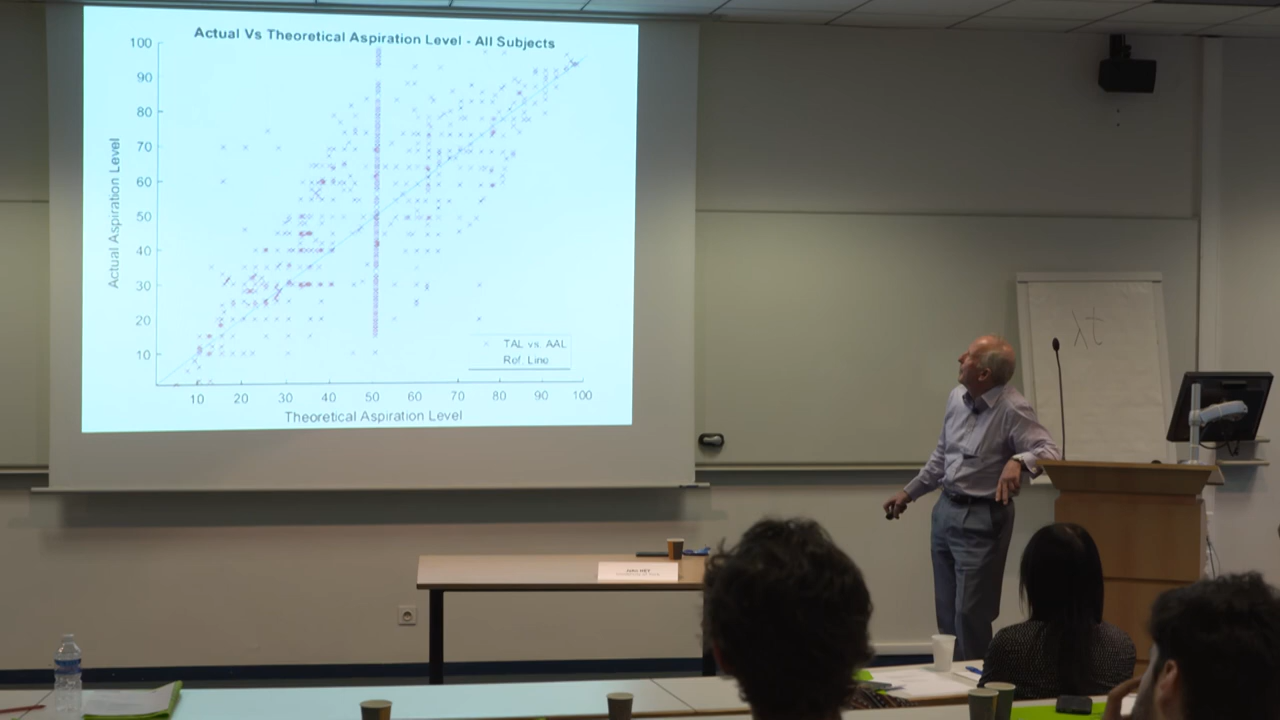 Actual Vs Theoretical Aspiration Level - All Subjects
100
90
80
70
60
50
40
30
20
10
Actual Aspiration Level
TAL vs. AAL
Ref. Line
10 20 30 40 50 60 70 80 90 100
Theoretical Aspiration Level
λt
John HEY